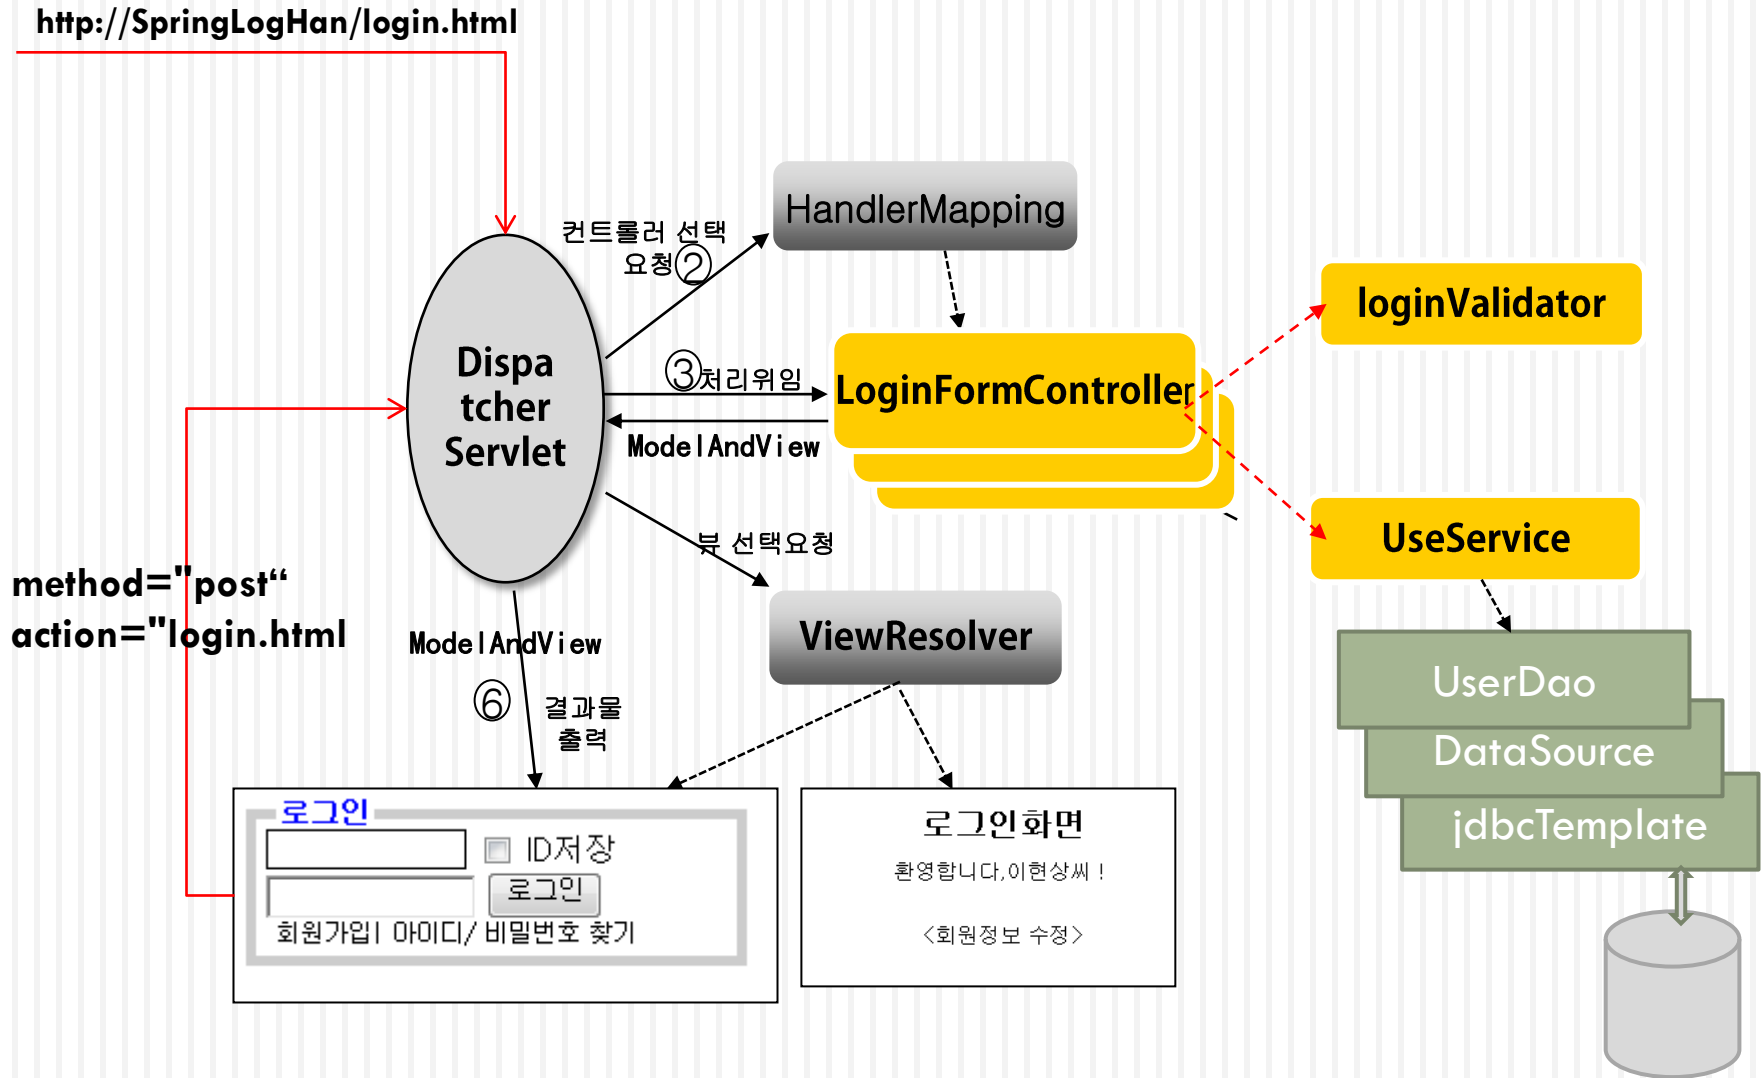 http://SpringLogHan/login.html
HandlerMapping
컨트롤러 선택
요청②
loginValidator
Dispa
tcher
Servlet
③처리위임
LoginFormController
ModelAndView
뷰 선택요청
UseService
method="post“
action="login.html
ModelAndView
ViewResolver
⑥
결과물
출력
UserDao
DataSource
jdbcTemplate
로그인
ID저장
로그인
회원가입| 아이디/ 비밀번호 찾기
로그인화면
환영합니다,이현상씨 !
<회원정보 수정>